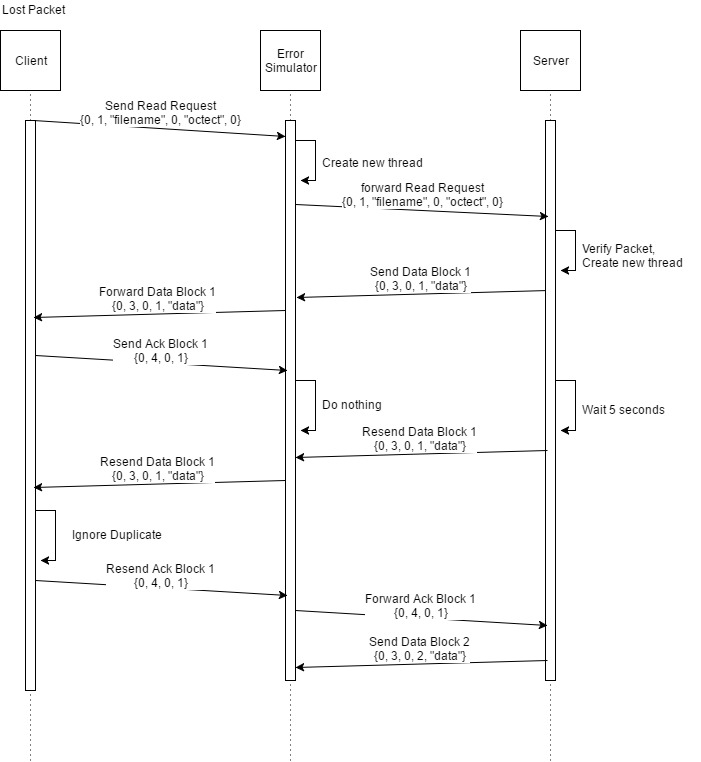 Lost Packet
Client
Error
Simulator
Server
Send Read Request
{0, 1, "filename", 0, "octect", 0}
Create new thread
forward Read Request
{0, 1, "filename", 0, "octect", 0}
Verify Packet,
Create new thread
Send Data Block 1
{0, 3, 0, 1, "data"}
Forward Data Block 1
{0, 3, 0, 1, "data"}
Send Ack Block 1
{0, 4, 0, 1}
Do nothing
Wait 5 seconds
Resend Data Block 1
{0, 3, 0, 1, "data"}
Resend Data Block 1
{0, 3, 0, 1, "data"}
Ignore Duplicate
Resend Ack Block 1
{0, 4, 0, 1}
Forward Ack Block 1
{0, 4, 0, 1}
Send Data Block 2
{0, 3, 0, 2, "data"}